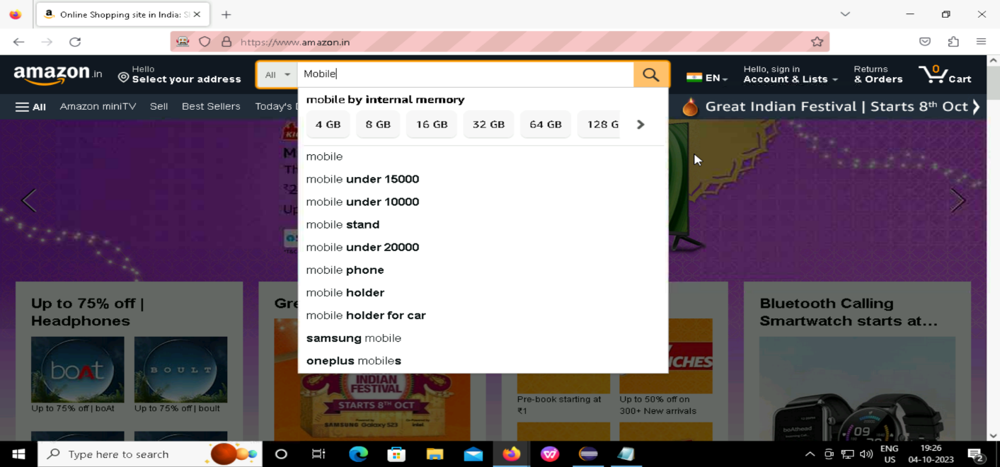 Online Shopping site in India: S
https://www.amazon.in
amazon.in
Hello
Select your address
All
Mobile
EN
Hello, sign in
Account & Lists
Returns
& Orders
0
Cart
All
Amazon miniTV
Sell
Best Sellers
Today's
Great Indian Festival | Starts 8th Oct
mobile by internal memory
4 GB
8 GB
16 GB
32 GB
64 GB
128 G
mobile
mobile under 15000
mobile under 10000
mobile stand
mobile under 20000
mobile phone
mobile holder
mobile holder for car
samsung mobile
oneplus mobiles
Up to 75% off |
Headphones
boAt
BOULT
Up to 75% off | boAt
Up to 75% off | boult
INDIAN
FESTIVAL
STARTS 8TH OCT
SAMSUNG Galaxy S23
intel
Pre-book starting at
₹1
Up to 50% off on
300+ New arrivals
Bluetooth Calling
Smartwatch starts at...
boAthead
09
Type here to search
ENG
US
19:26
04-10-2023
2